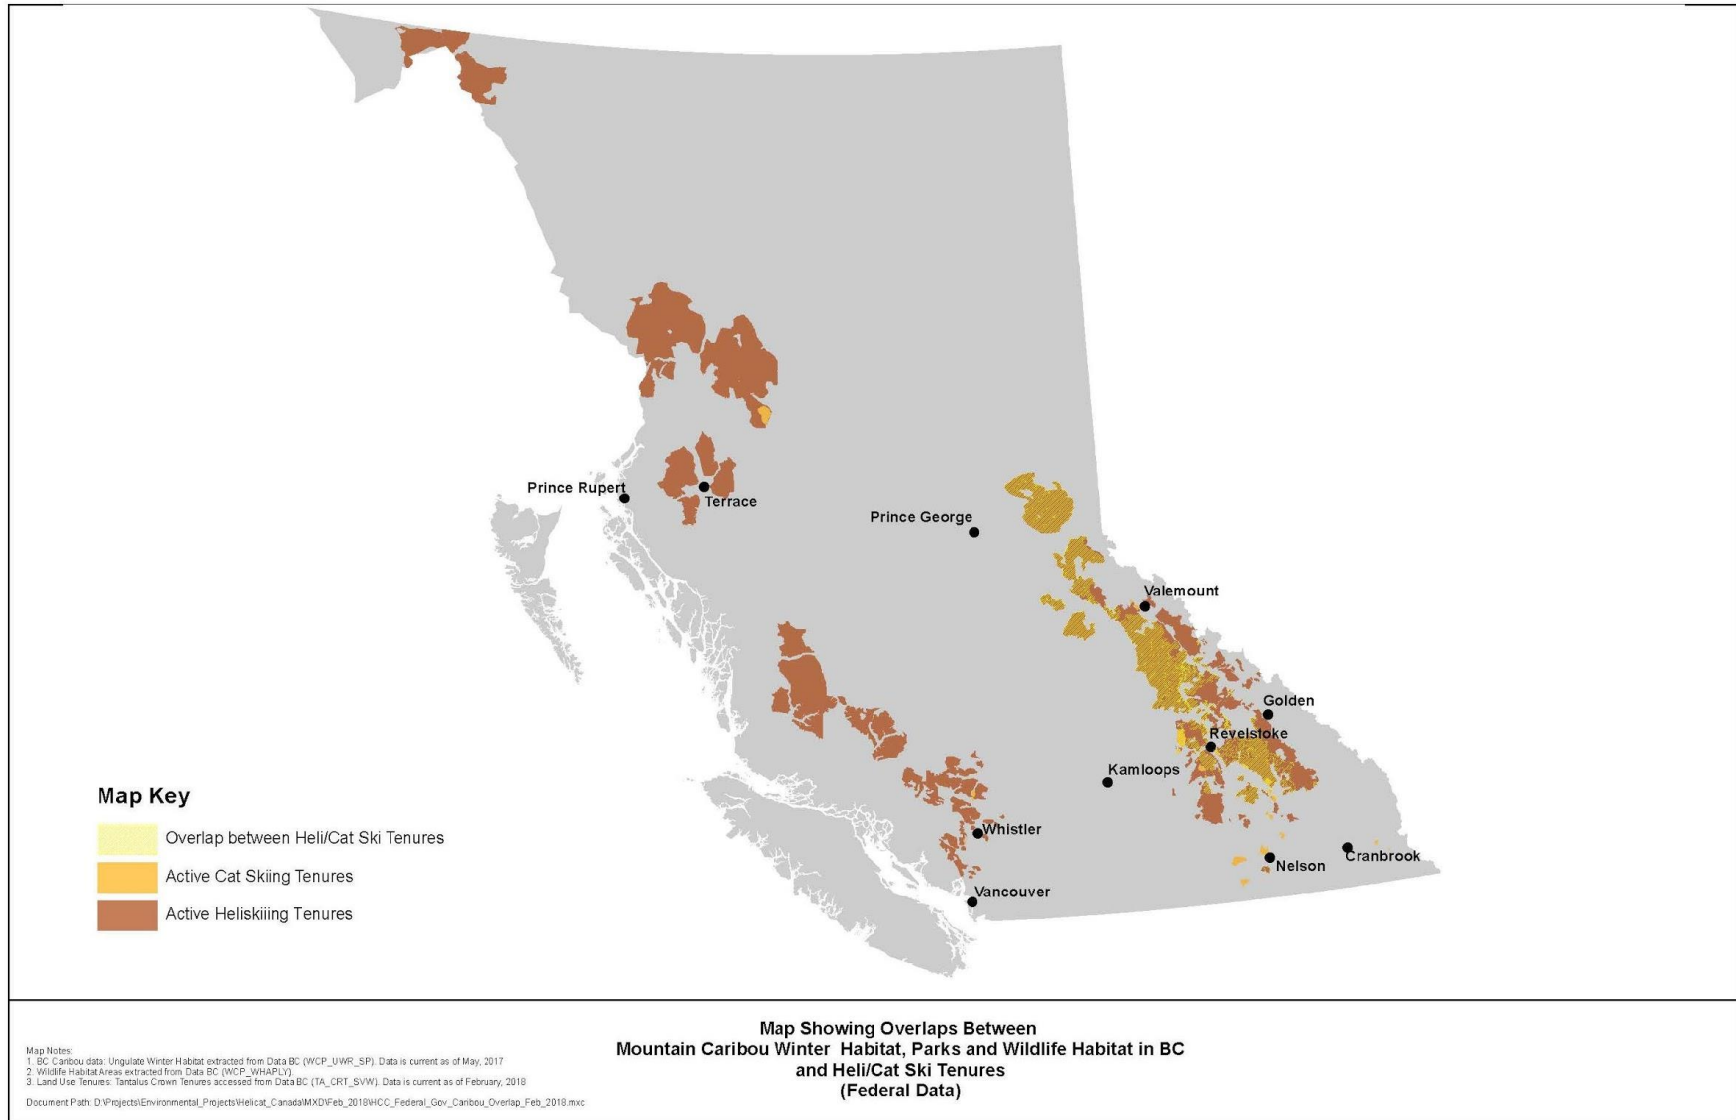 Prince Rupert
Terrace
Prince George
Valemount
Golden
Revelstoke
Kamloops
Whistler
Cranbrook
Nelson
Vancouver
Map Key
Overlap between Heli/Cat Ski Tenures
Active Cat Skiing Tenures
Active Heliskiiing Tenures
Map Showing Overlaps Between
Mountain Caribou Winter Habitat, Parks and Wildlife Habitat in BC
and Heli/Cat Ski Tenures
(Federal Data)
Map Notes:
1. BC Caribou data: Ungulate Winter Habitat extracted from Data BC (WCP_UWR_SP). Data is current as of May, 2017
2. Wildlife Habitat Areas extracted from Data BC (WCP_WHAPLY).
3. Land Use Tenures: Tantalus Crown Tenures accessed from Data BC (TA_CRT_SVW). Data is current as of February, 2018
Document Path: D:\Projects\Environmental_Projects\Helicat_Canada\MXD\Feb_2018\HCC_Federal_Gov_Caribou_Overlap_Feb_2018.mxc